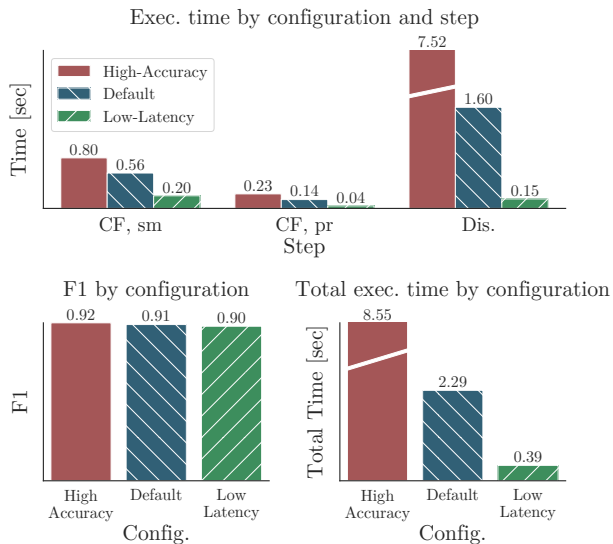 Exec. time by configuration and step
Time [sec]
High-Accuracy
Default
Low-Latency
0.80
0.56
0.20
0.23
0.14
0.04
7.52
1.60
0.15
CF, sm
CF, pr
Dis.
Step
F1 by configuration
F1
0.92
0.91
0.90
High
Accuracy
Default
Low
Latency
Config.
Total exec. time by configuration
Total Time [sec]
8.55
2.29
0.39
High
Accuracy
Default
Low
Latency
Config.